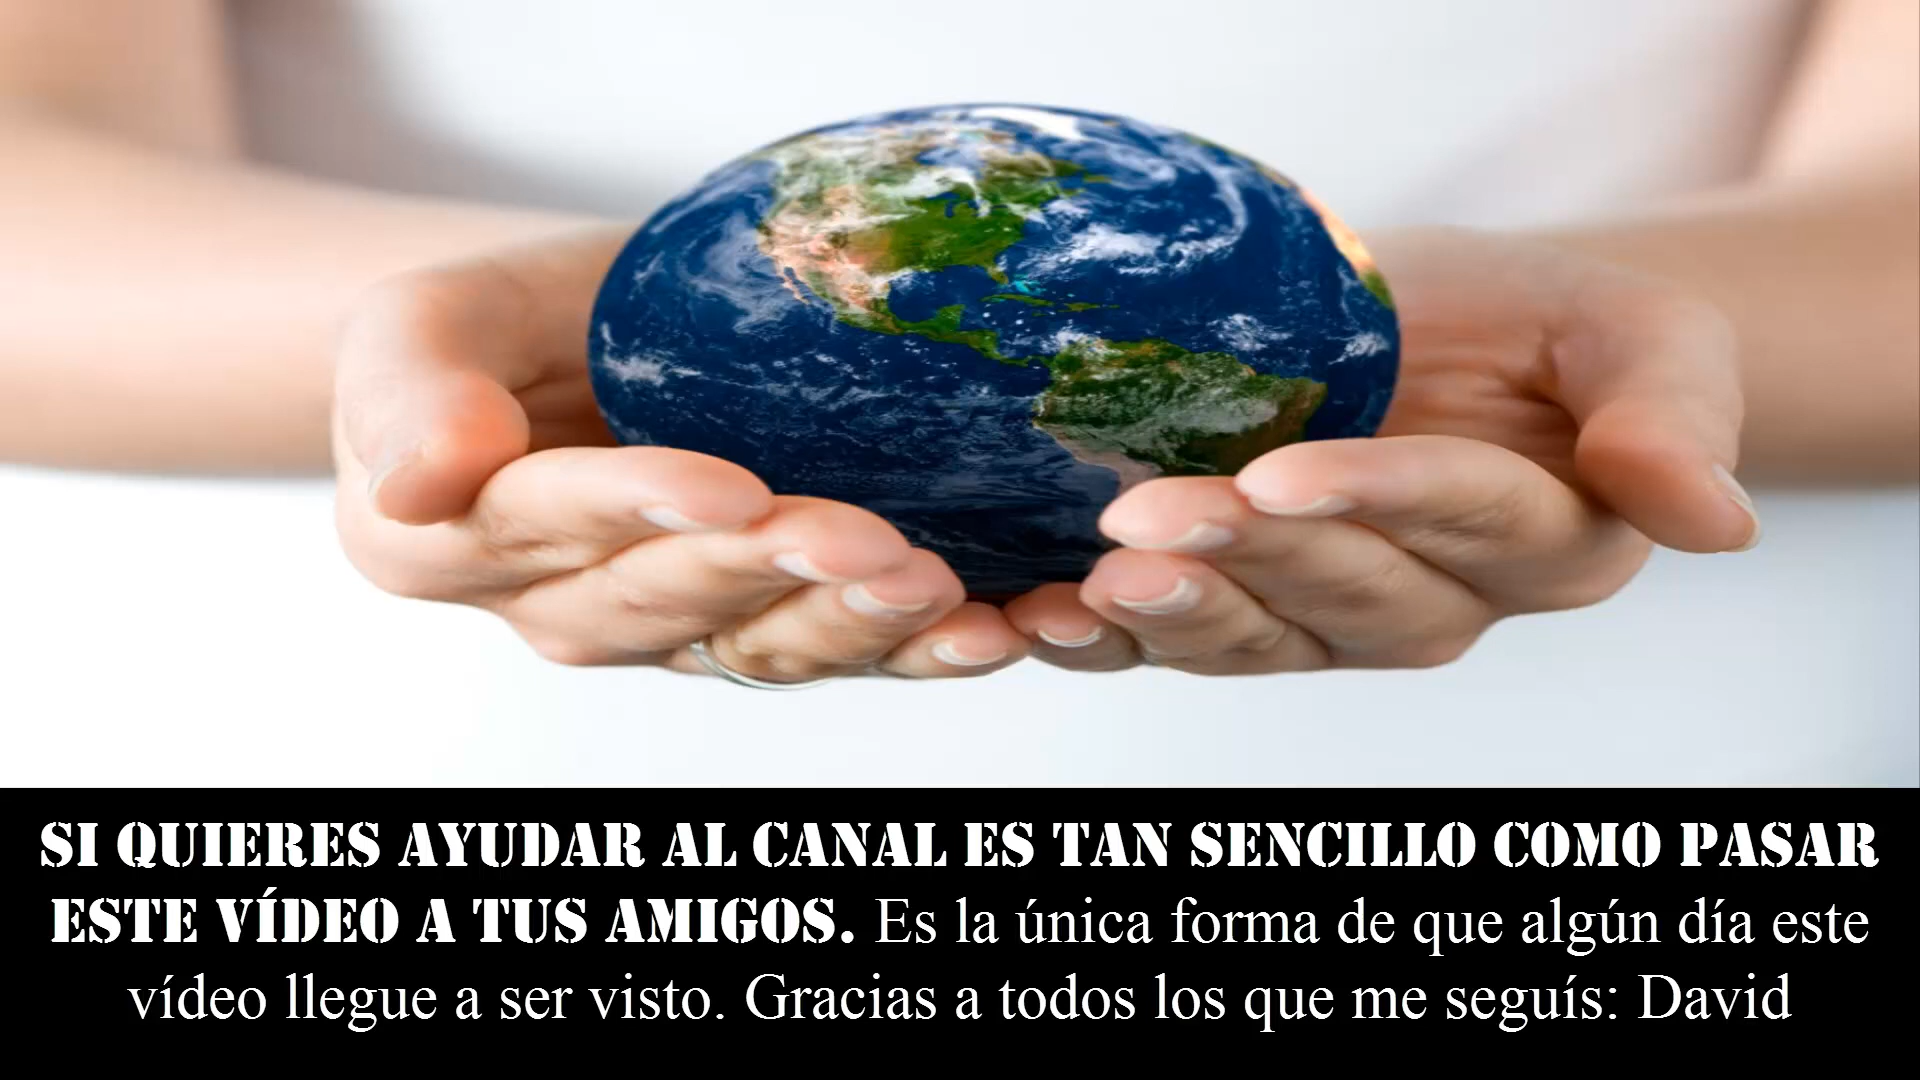 SI QUIERES AYUDAR AL CANAL ES TAN SENCILLO COMO PASAR
ESTE VÍDEO A TUS AMIGOS. Es la única forma de que algún día este
vídeo llegue a ser visto. Gracias a todos los que me seguís: David